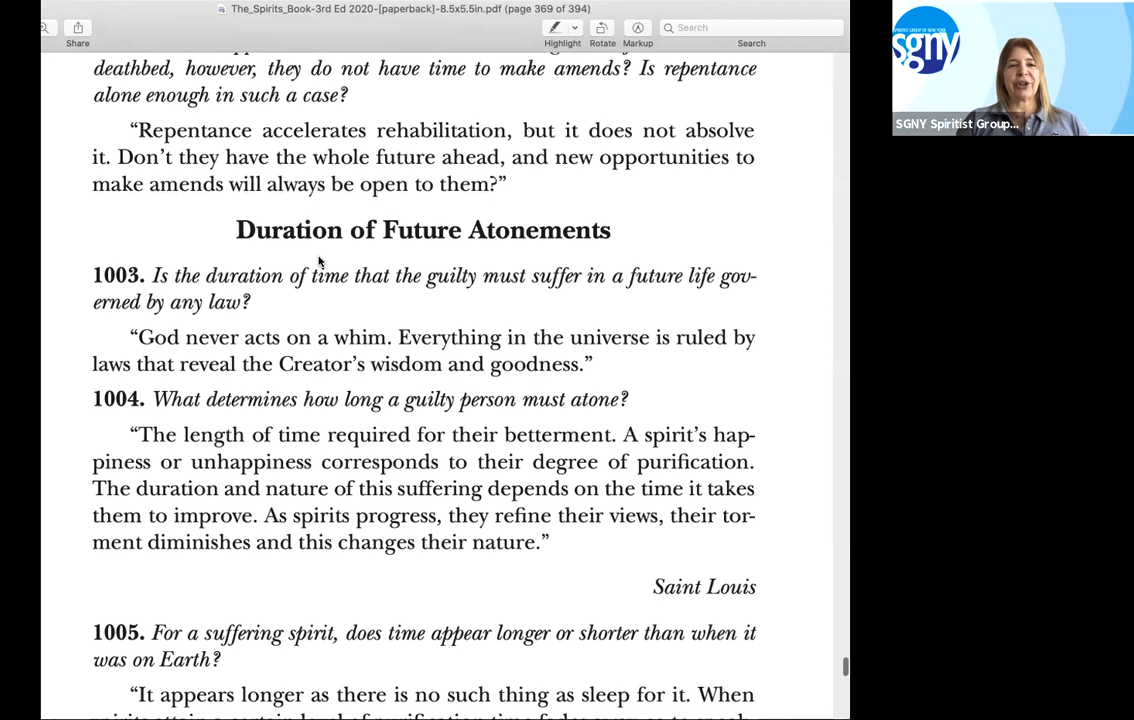 The_Spirits_Book-3rd Ed 2020-[paperback]-8.5x5.5in.pdf (page 369 of 394)
Share
Highlight
Rotate
Markup
Search
Search
deathbed, however, they do not have time to make amends? Is repentance
alone enough in such a case?
“Repentance accelerates rehabilitation, but it does not absolve
it. Don’t they have the whole future ahead, and new opportunities to
make amends will always be open to them?”
Duration of Future Atonements
1003. Is the duration of time that the guilty must suffer in a future life gov-
erned by any law?
“God never acts on a whim. Everything in the universe is ruled by
laws that reveal the Creator’s wisdom and goodness.”
1004. What determines how long a guilty person must atone?
“The length of time required for their betterment. A spirit’s hap-
piness or unhappiness corresponds to their degree of purification.
The duration and nature of this suffering depends on the time it takes
them to improve. As spirits progress, they refine their views, their tor-
ment diminishes and this changes their nature.”
Saint Louis
1005. For a suffering spirit, does time appear longer or shorter than when it
was on Earth?
“It appears longer as there is no such thing as sleep for it. When
sgny
SGNY Spiritist Group...